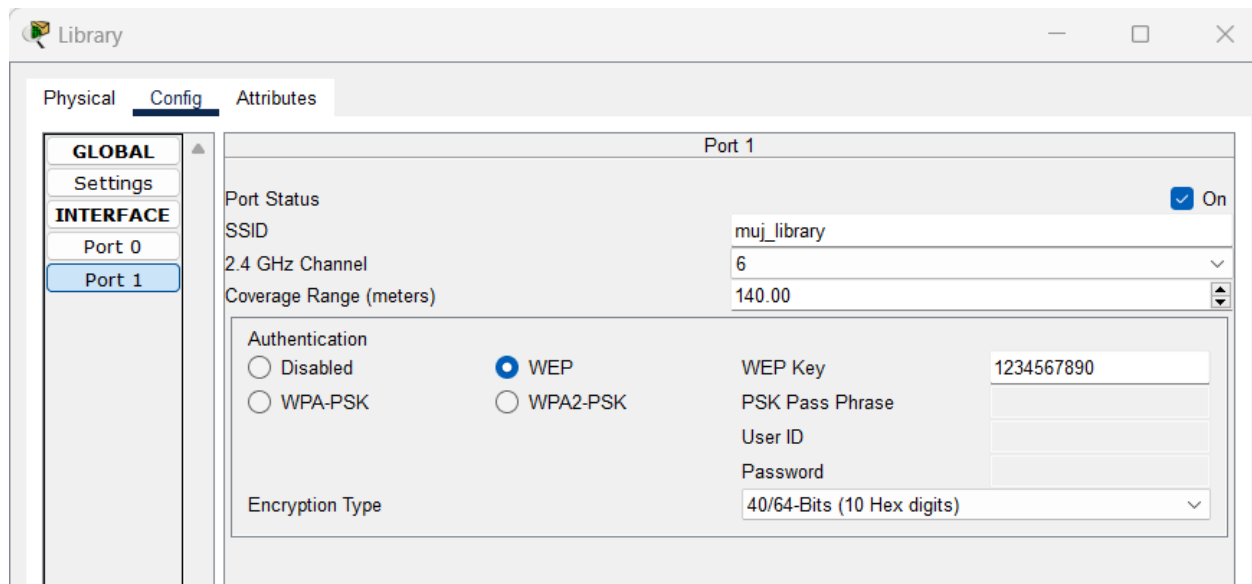 Library
Physical Config Attributes
GLOBAL
Settings
INTERFACE
Port 0
Port 1
Port 1
Port Status On
SSID muj_library
2.4 GHz Channel 6
Coverage Range (meters) 140.00
Authentication
Disabled WEP WEP Key 1234567890
WPA-PSK WPA2-PSK PSK Pass Phrase
User ID
Password
Encryption Type 40/64-Bits (10 Hex digits)